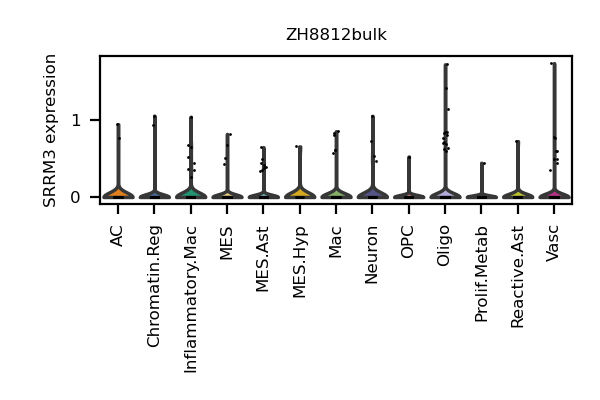 ZH8812bulk
SRRM3 expression
1
0
AC
Chromatin.Reg
Inflammatory.Mac
MES
MES.Ast
MES.Hyp
Mac
Neuron
OPC
Oligo
Prolif.Metab
Reactive.Ast
Vasc